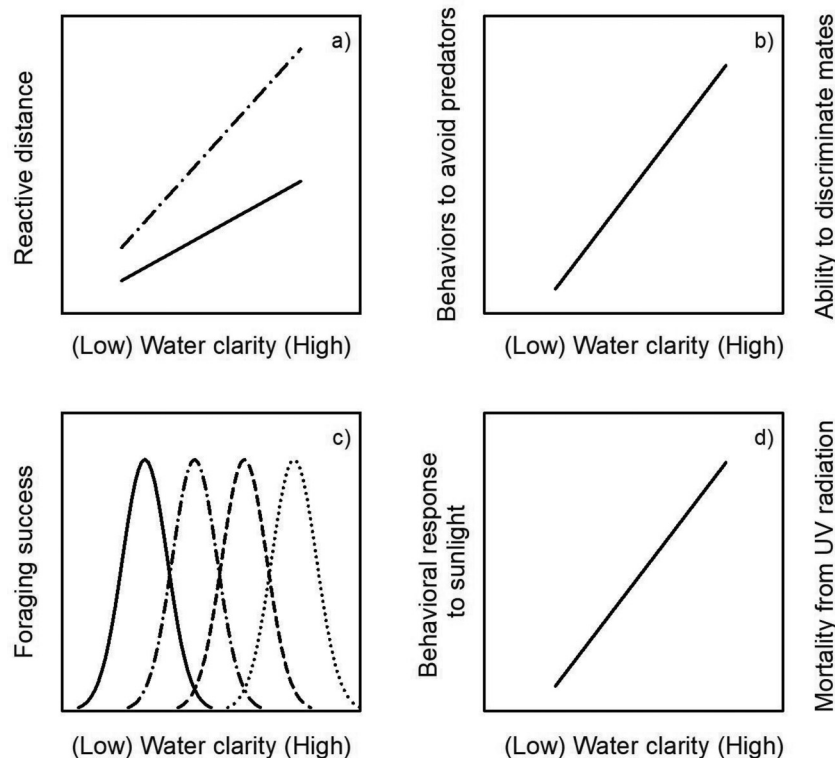 a)
Reactive distance
(Low) Water clarity (High)
b)
Behaviors to avoid predators
Ability to discriminate mates
(Low) Water clarity (High)
c)
Foraging success
(Low) Water clarity (High)
d)
Behavioral response
to sunlight
Mortality from UV radiation
(Low) Water clarity (High)